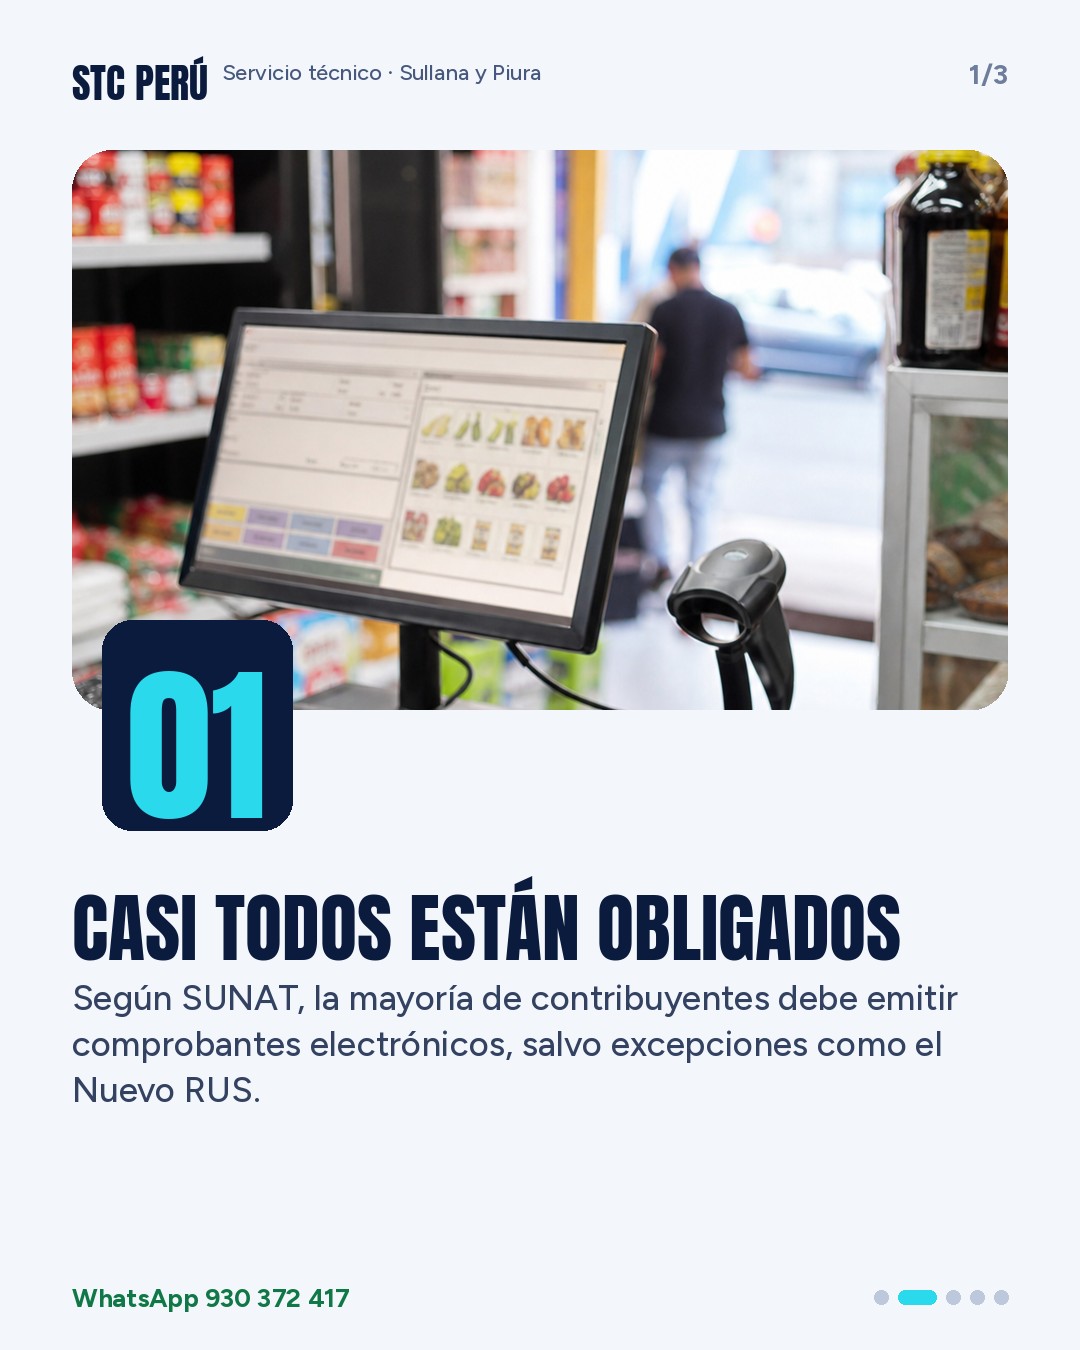 STC PERÚ Servicio técnico · Sullana y Piura 1/3
01
CASI TODOS ESTÁN OBLIGADOS
Según SUNAT, la mayoría de contribuyentes debe emitir
comprobantes electrónicos, salvo excepciones como el
Nuevo RUS.
WhatsApp 930 372 417